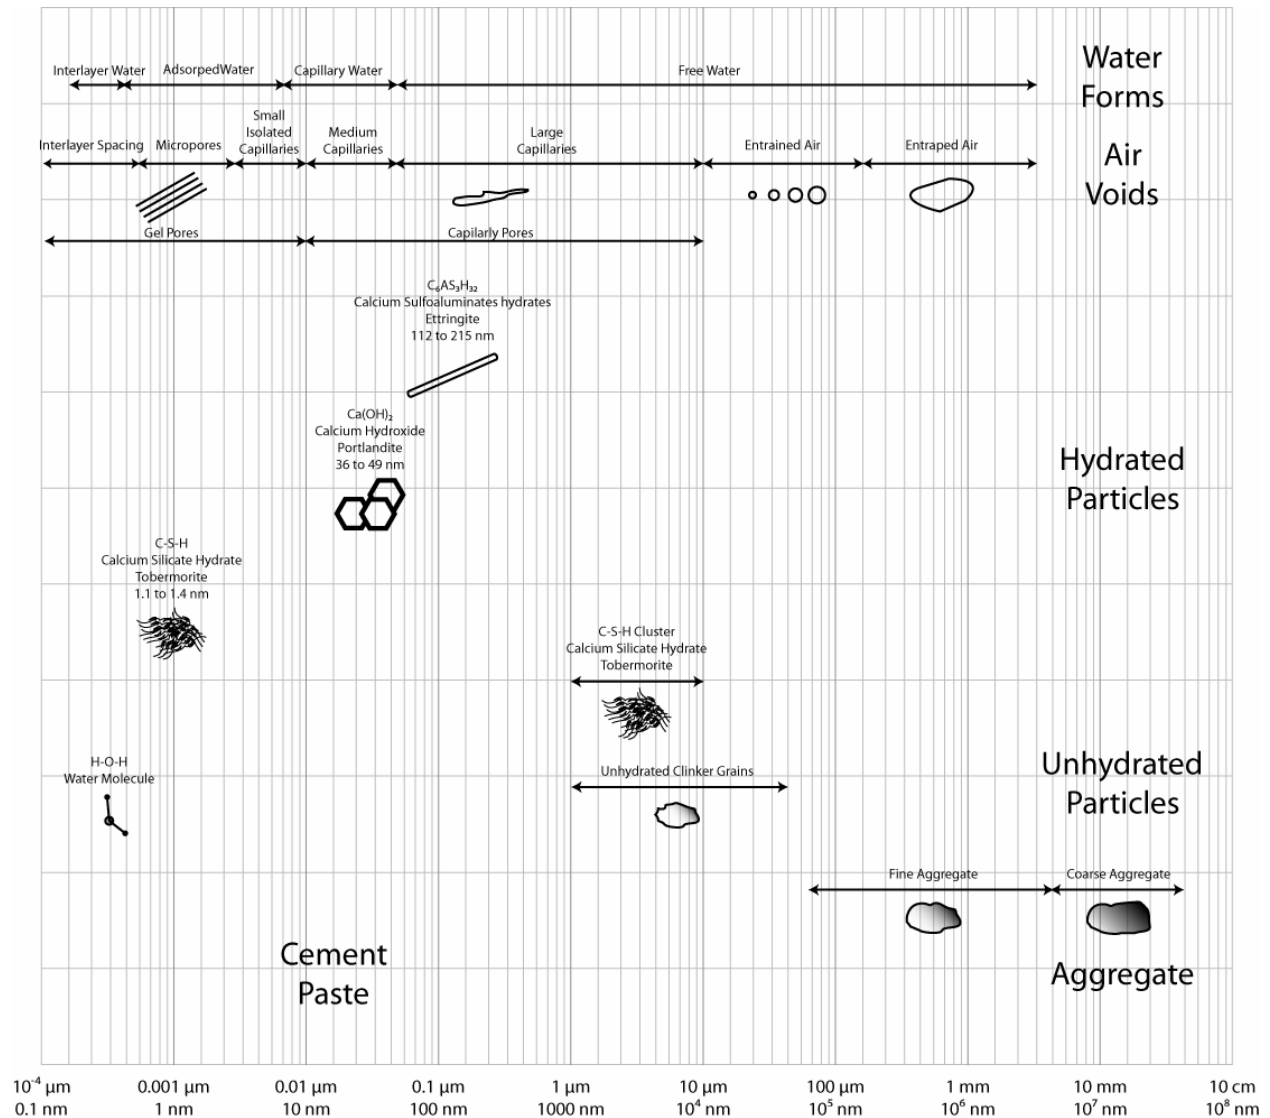 Water
Forms
Interlayer Water AdsorpedWater Capillary Water Free Water
Air
Voids
Interlayer Spacing Micropores
Small
Isolated
Capillaries
Medium
Capillaries
Large
Capillaries
Entrained Air Entraped Air
Gel Pores Capilarly Pores
C₆AS₃H₃₂
Calcium Sulfoaluminates hydrates
Ettringite
112 to 215 nm
Ca(OH)₂
Calcium Hydroxide
Portlandite
36 to 49 nm
Hydrated
Particles
C-S-H
Calcium Silicate Hydrate
Tobermorite
1.1 to 1.4 nm
C-S-H Cluster
Calcium Silicate Hydrate
Tobermorite
H-O-H
Water Molecule
Unhydrated Clinker Grains
Unhydrated
Particles
Fine Aggregate Coarse Aggregate
Cement
Paste
Aggregate
10⁻⁴ µm 0.001 µm 0.01 µm 0.1 µm 1 µm 10 µm 100 µm 1 mm 10 mm 10 cm
0.1 nm 1 nm 10 nm 100 nm 1000 nm 10⁴ nm 10⁵ nm 10⁶ nm 10⁷ nm 10⁸ nm